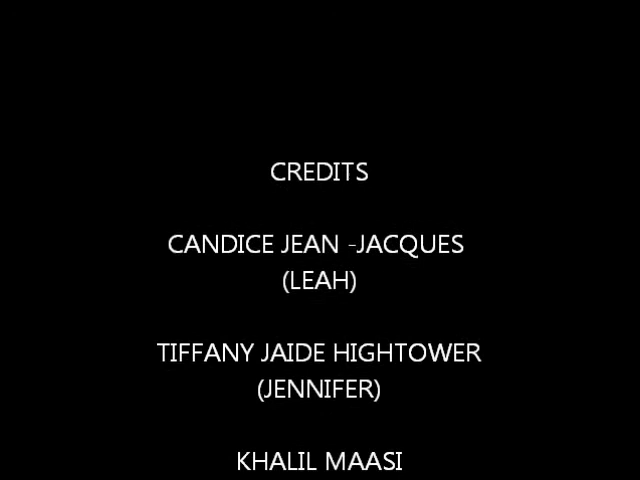 CREDITS
CANDICE JEAN -JACQUES
(LEAH)
TIFFANY JAIDE HIGHTOWER
(JENNIFER)
KHALIL MAASI